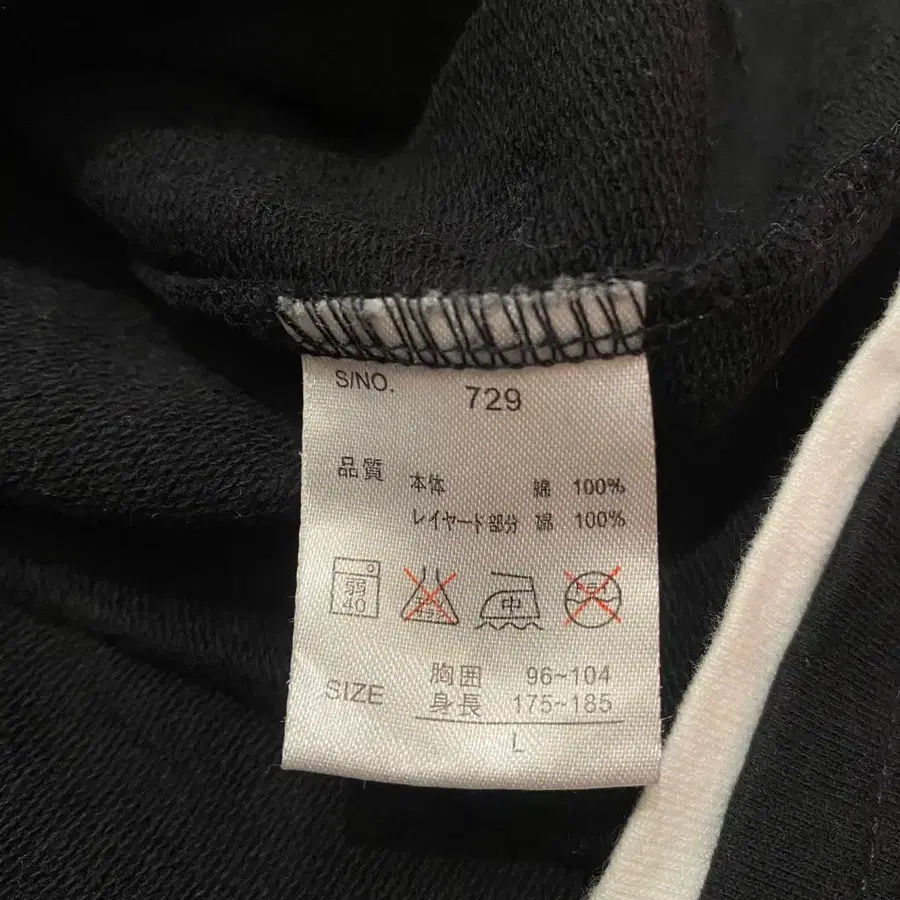 S/NO. 729
品質 本体 綿 100%
レイヤード部分 綿 100%
弱 40 中
胸囲 96~104
SIZE 身長 175~185
L